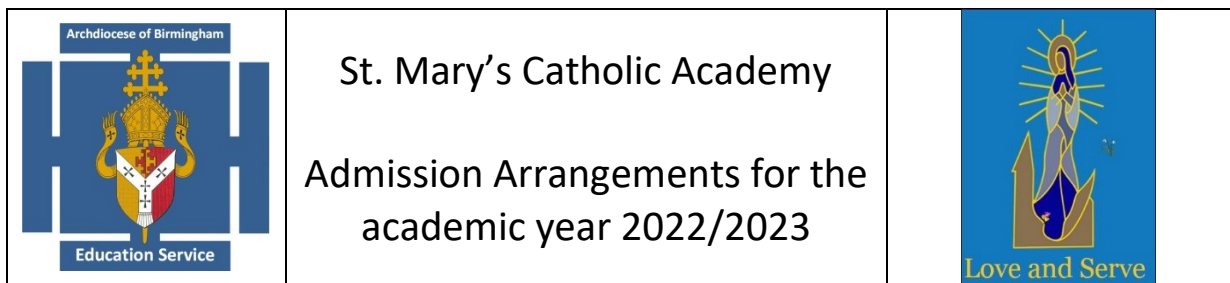 Archdiocese of Birmingham
Education Service
St. Mary’s Catholic Academy
Admission Arrangements for the
academic year 2022/2023
Love and Serve